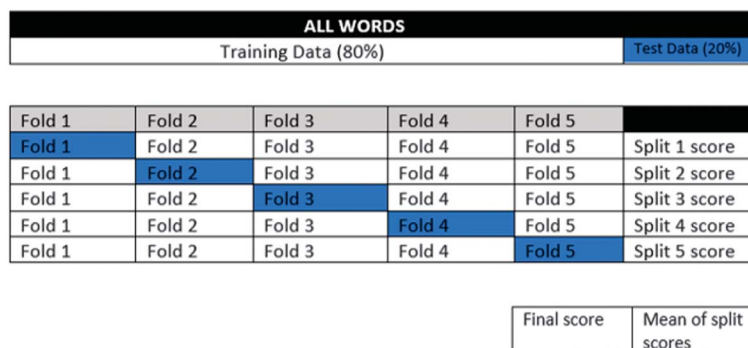 ALL WORDS
Training Data (80%) Test Data (20%)
Fold 1 Fold 2 Fold 3 Fold 4 Fold 5
Fold 1 Fold 2 Fold 3 Fold 4 Fold 5 Split 1 score
Fold 1 Fold 2 Fold 3 Fold 4 Fold 5 Split 2 score
Fold 1 Fold 2 Fold 3 Fold 4 Fold 5 Split 3 score
Fold 1 Fold 2 Fold 3 Fold 4 Fold 5 Split 4 score
Fold 1 Fold 2 Fold 3 Fold 4 Fold 5 Split 5 score
Final score Mean of split
scores